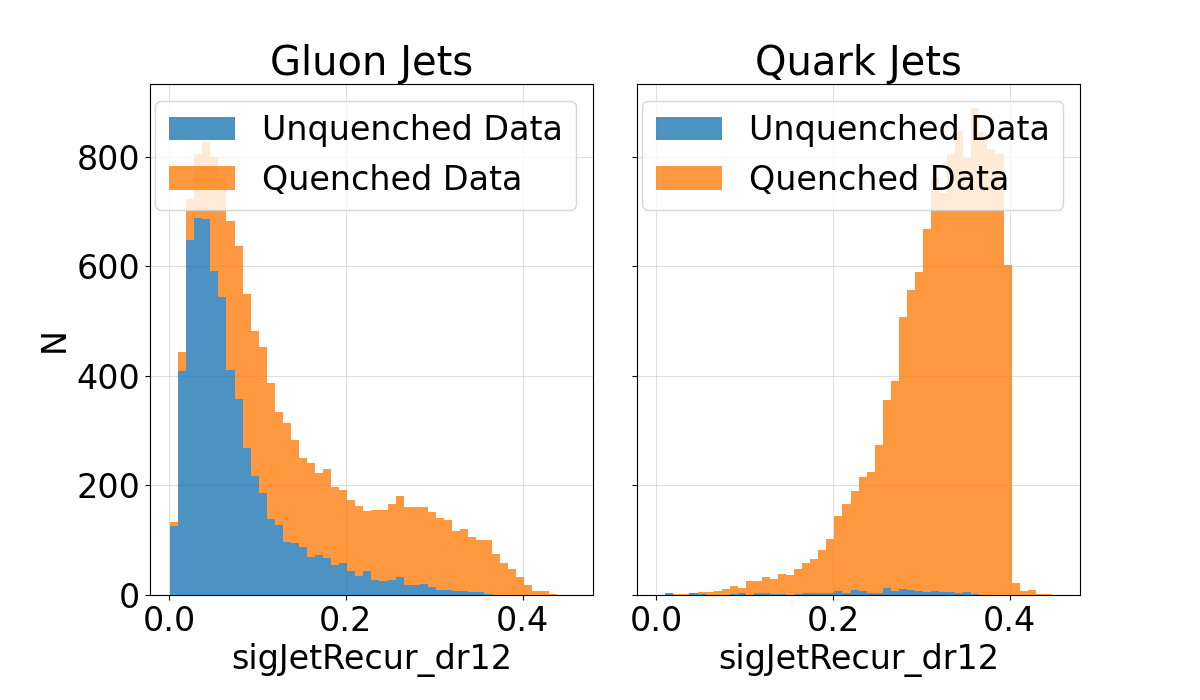 Gluon Jets
Quark Jets
Unquenched Data
Quenched Data
Unquenched Data
Quenched Data
N
800
600
400
200
0
0.0 0.2 0.4
0.0 0.2 0.4
sigJetRecur_dr12
sigJetRecur_dr12